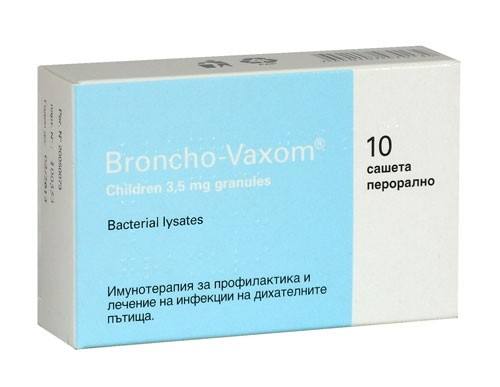 Broncho-Vaxom®
Children 3,5 mg granules
Bacterial lysates
Имунотерапия за профилактика и
лечение на инфекции на дихателните
пътища.
10
сашета
перорално